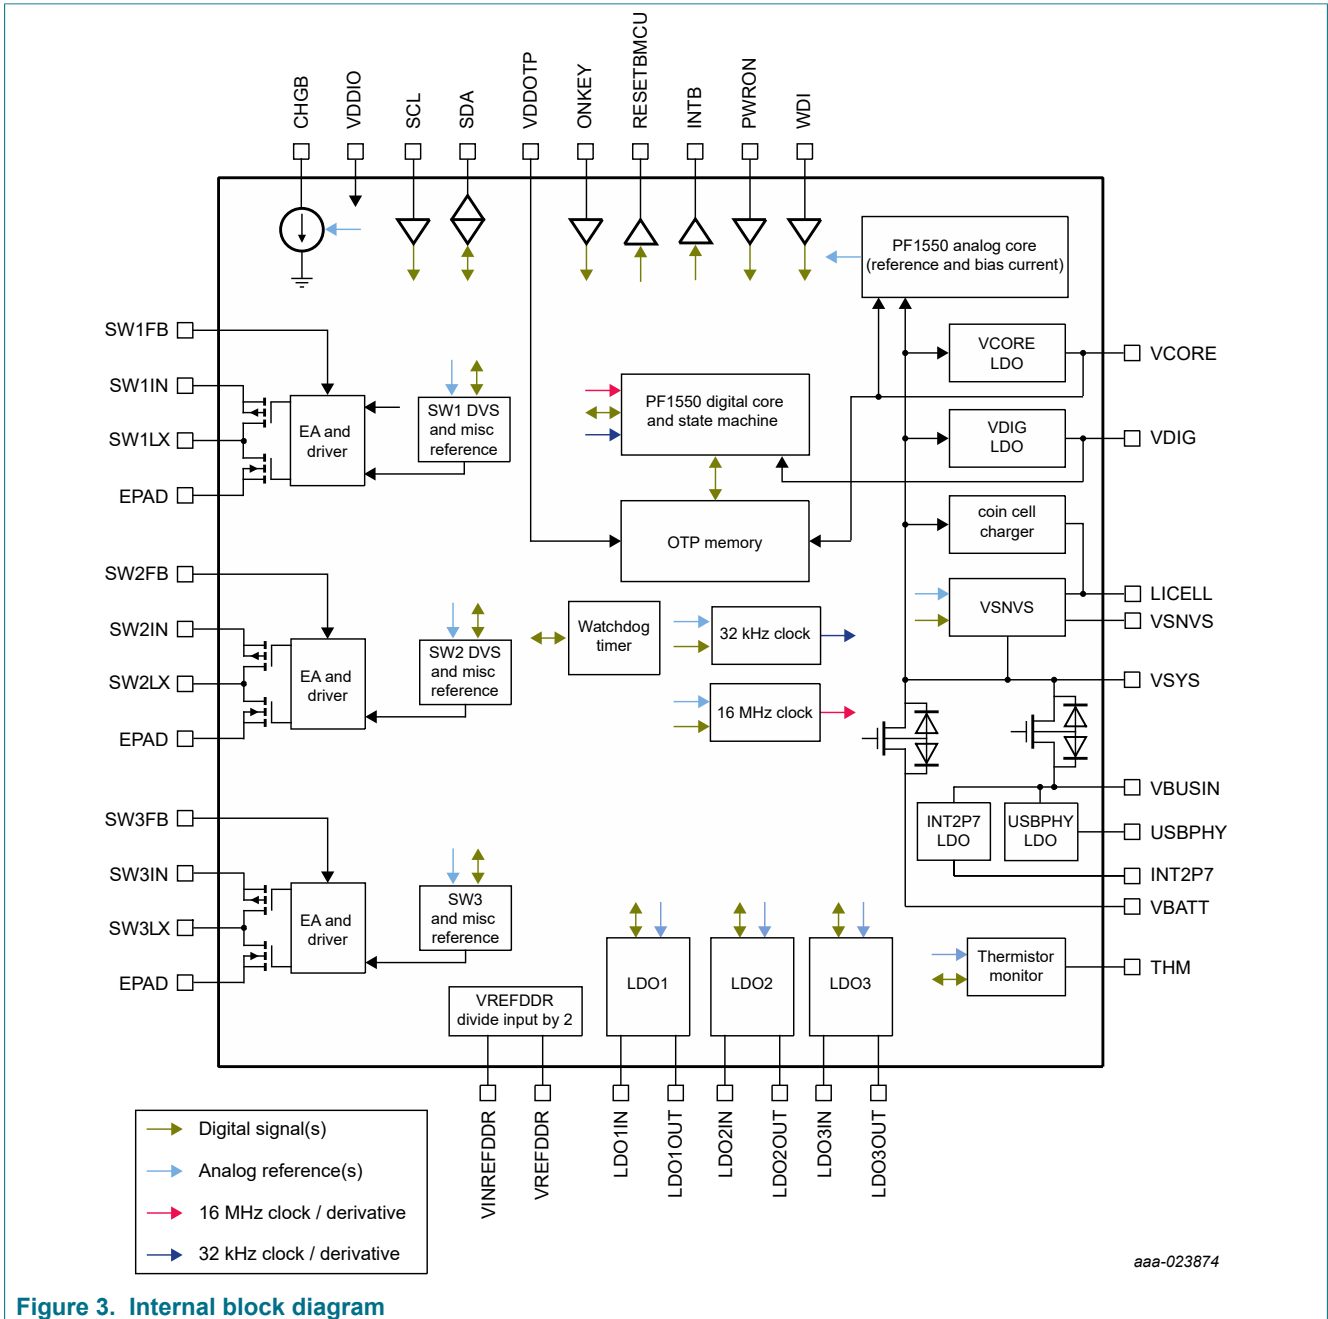 CHGB
VDDIO
SCL
SDA
VDDOTP
ONKEY
RESETBMCU
INTB
PWRON
WDI
PF1550 analog core
(reference and bias current)
SW1FB
SW1IN
SW1LX
EPAD
EA and
driver
SW1 DVS
and misc
reference
PF1550 digital core
and state machine
OTP memory
VCORE
LDO
VCORE
VDIG
LDO
VDIG
coin cell
charger
LICELL
VSNVS
VSNVS
VSYS
SW2FB
SW2IN
SW2LX
EPAD
EA and
driver
SW2 DVS
and misc
reference
Watchdog
timer
32 kHz clock
16 MHz clock
VBUSIN
INT2P7
LDO
USBPHY
LDO
USBPHY
INT2P7
VBATT
SW3FB
SW3IN
SW3LX
EPAD
EA and
driver
SW3
and misc
reference
LDO1
LDO2
LDO3
Thermistor
monitor
THM
VREFDDR
divide input by 2
VINREFDDR
VREFDDR
LDO1IN
LDO1OUT
LDO2IN
LDO2OUT
LDO3IN
LDO3OUT
Digital signal(s)
Analog reference(s)
16 MHz clock / derivative
32 kHz clock / derivative
aaa-023874
Figure 3. Internal block diagram